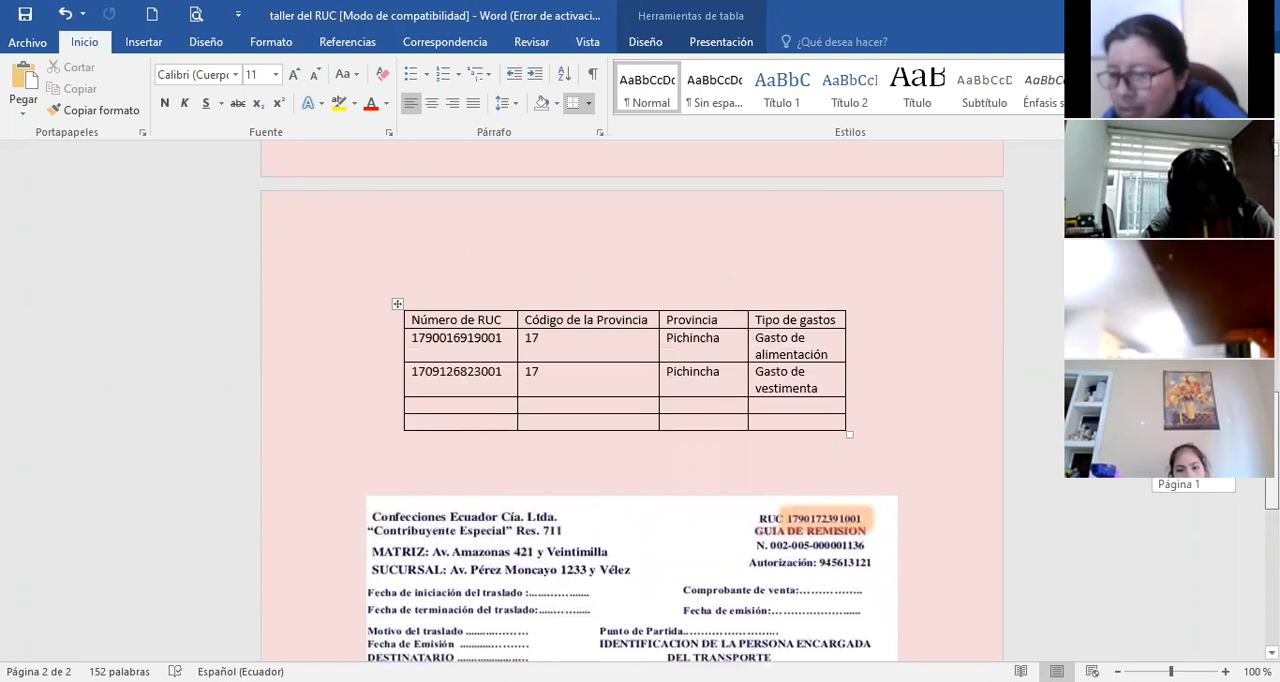 taller del RUC [Modo de compatibilidad] - Word (Error de activaci...
Herramientas de tabla
Archivo
Inicio
Insertar
Diseño
Formato
Referencias
Correspondencia
Revisar
Vista
Diseño
Presentación
¿Qué desea hacer?
Pegar
Cortar
Copiar
Copiar formato
Portapapeles
Calibri (Cuerpo
11
Aa
N K S abc x₂ x²
Fuente
Párrafo
AaBbCcDc
¶ Normal
AaBbCcDc
¶ Sin espa...
AaBbC
Título 1
AaBbCcl
Título 2
AaB
Título
AaBbCcD
Subtítulo
AaBbCcD
Énfasis s
Estilos
Número de RUC Código de la Provincia Provincia Tipo de gastos
1790016919001 17 Pichincha Gasto de
alimentación
1709126823001 17 Pichincha Gasto de
vestimenta
Confecciones Ecuador Cía. Ltda.
“Contribuyente Especial” Res. 711
MATRIZ: Av. Amazonas 421 y Veintimilla
SUCURSAL: Av. Pérez Moncayo 1233 y Vélez
RUC 1790172391001
GUIA DE REMISION
N. 002-005-000001136
Autorización: 945613121
Fecha de iniciación del traslado :....................
Fecha de terminación del traslado:.................
Comprobante de venta:..................
Fecha de emisión:........................
Motivo del traslado ....................
Fecha de Emisión ....................
DESTINATARIO ........................
Punto de Partida...........................
IDENTIFICACION DE LA PERSONA ENCARGADA
DEL TRANSPORTE
Página 1
Página 2 de 2
152 palabras
Español (Ecuador)
100 %